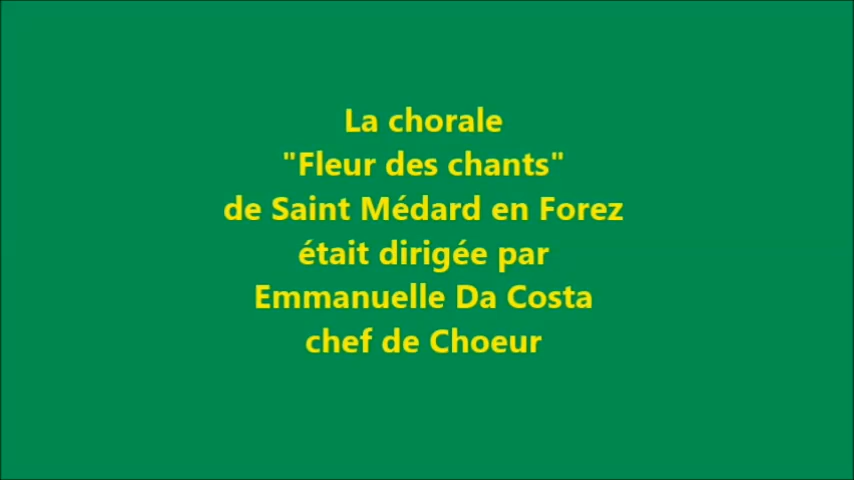 La chorale
"Fleur des chants"
de Saint Médard en Forez
était dirigée par
Emmanuelle Da Costa
chef de Choeur